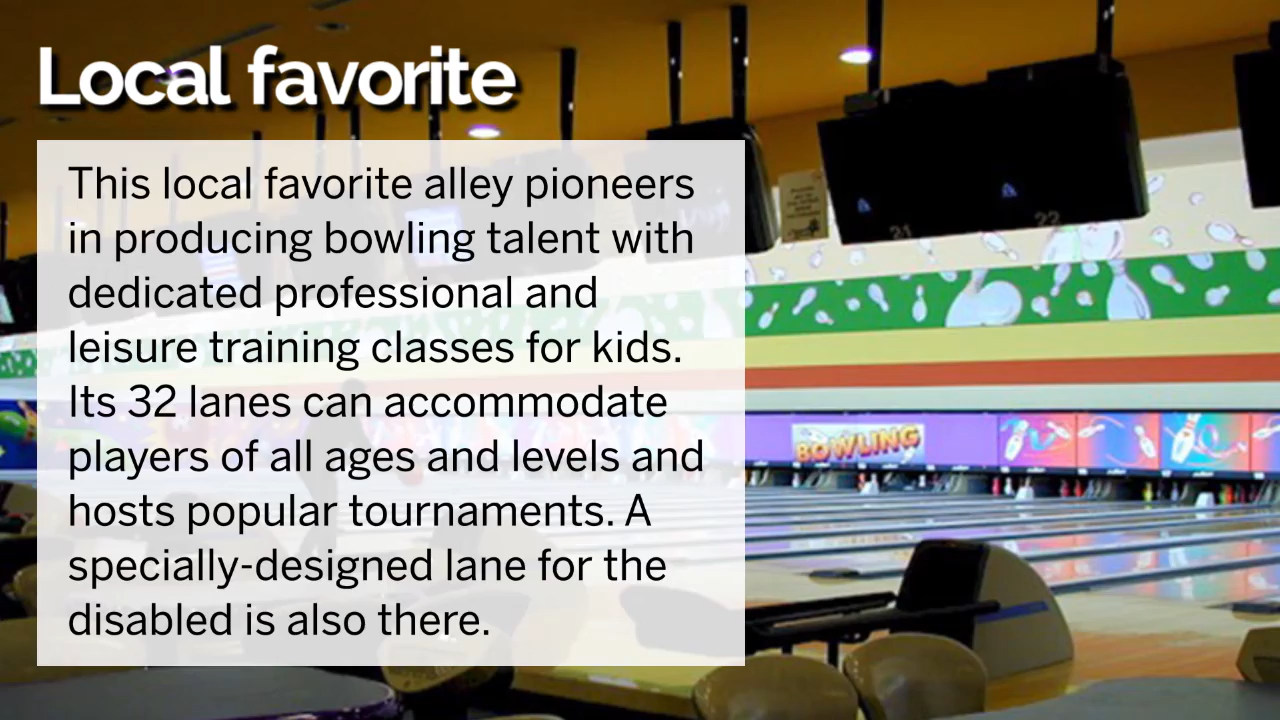 Local favorite
This local favorite alley pioneers
in producing bowling talent with
dedicated professional and
leisure training classes for kids.
Its 32 lanes can accommodate
players of all ages and levels and
hosts popular tournaments. A
specially-designed lane for the
disabled is also there.
21 22
BOWLING